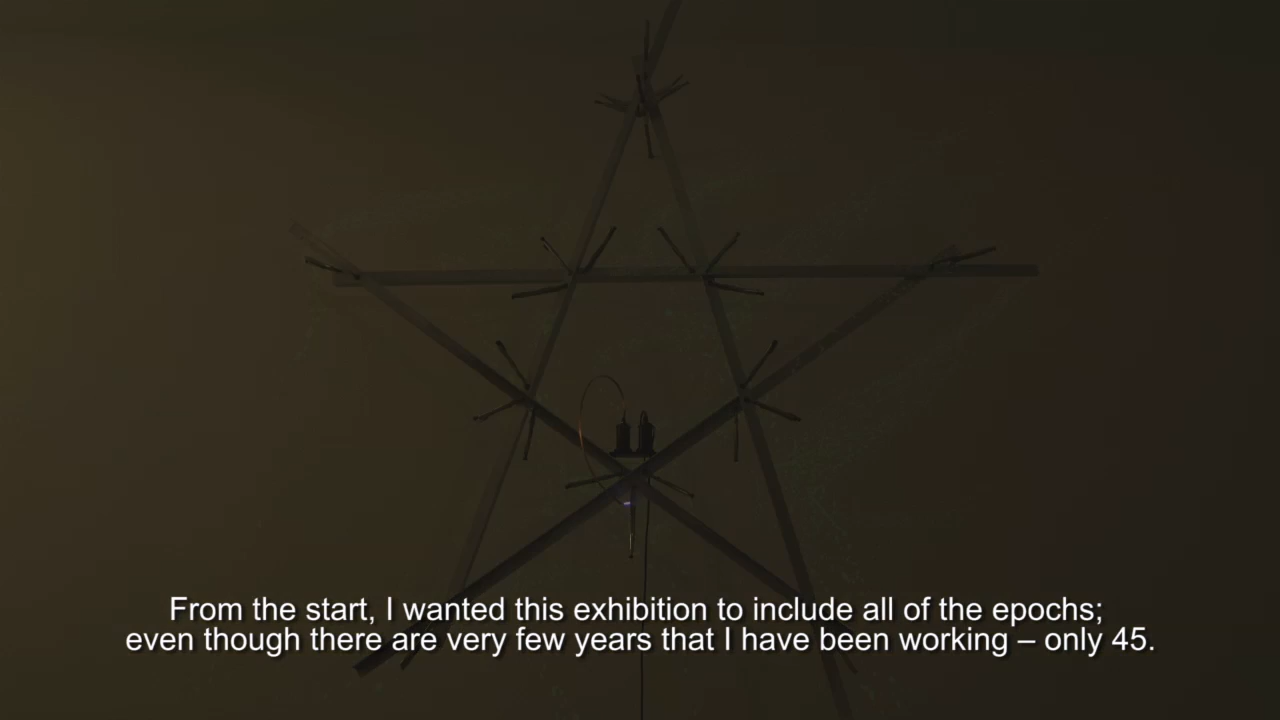 From the start, I wanted this exhibition to include all of the epochs;
even though there are very few years that I have been working – only 45.